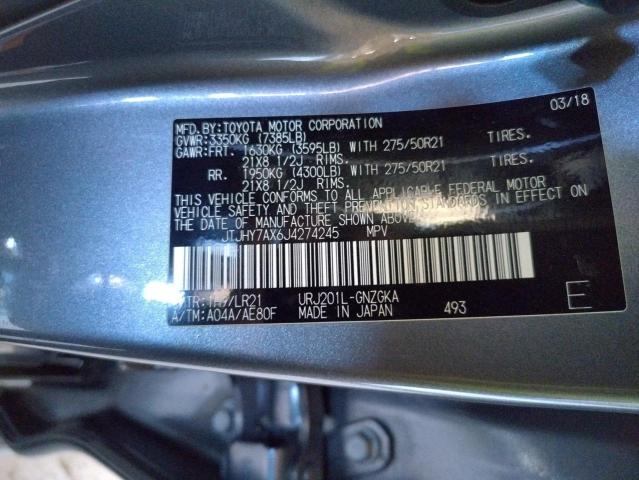 03/18
MFD.BY:TOYOTA MOTOR CORPORATION
GVWR:3350KG (7385LB)
GAWR:FRT. 1630KG (3595LB) WITH 275/50R21 TIRES.
21X8 1/2J RIMS.
RR. 1950KG (4300LB) WITH 275/50R21 TIRES.
21X8 1/2J RIMS.
THIS VEHICLE CONFORMS TO ALL APPLICABLE FEDERAL MOTOR
VEHICLE SAFETY AND THEFT PREVENTION STANDARDS IN EFFECT ON
THE DATE OF MANUFACTURE SHOWN ABOVE.
JTJHY7AX6J4274245 MPV
URJ201L-GNZGKA
A/TM:A04A/AE80F MADE IN JAPAN 493 E